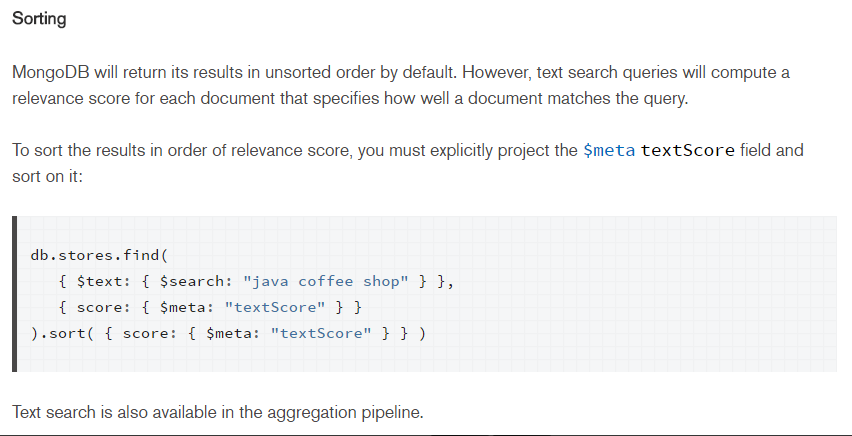 Sorting
MongoDB will return its results in unsorted order by default. However, text search queries will compute a
relevance score for each document that specifies how well a document matches the query.
To sort the results in order of relevance score, you must explicitly project the $meta textScore field and
sort on it:
db.stores.find(
   { $text: { $search: "java coffee shop" } },
   { score: { $meta: "textScore" } }
).sort( { score: { $meta: "textScore" } } )
Text search is also available in the aggregation pipeline.